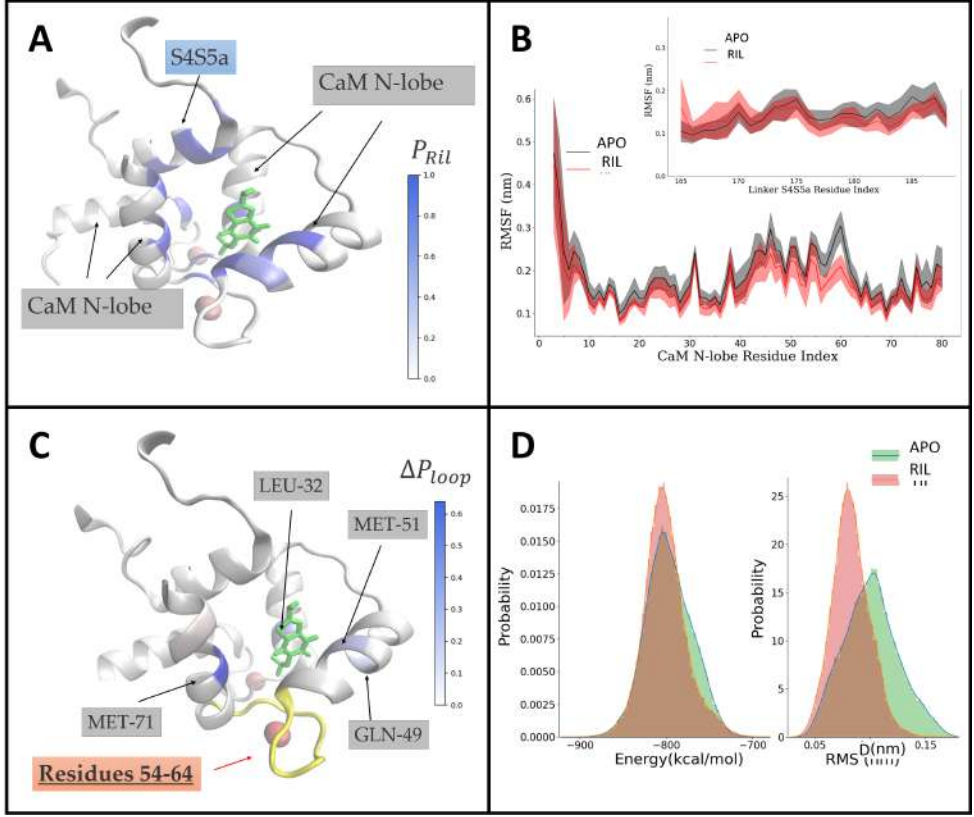 A
S4S5a
CaM N-lobe
P_Ril
1.0
0.8
0.6
0.4
0.2
0.0
CaM N-lobe
B
APO
RIL
RMSF (nm)
0.3
0.2
0.1
0.0
165
170
175
180
185
Linker S4S5a Residue Index
APO
RIL
RMSF (nm)
0.6
0.5
0.4
0.3
0.2
0.1
0
10
20
30
40
50
60
70
80
CaM N-lobe Residue Index
C
ΔP_loop
LEU-32
MET-51
0.6
0.5
0.4
0.3
0.2
0.1
0.0
MET-71
GLN-49
Residues 54-64
D
APO
RIL
Probability
0.0175
0.0150
0.0125
0.0100
0.0075
0.0050
0.0025
0.0000
−900
−800
−700
Energy(kcal/mol)
Probability
25
20
15
10
5
0
0.05
0.15
D(nm)
RMS